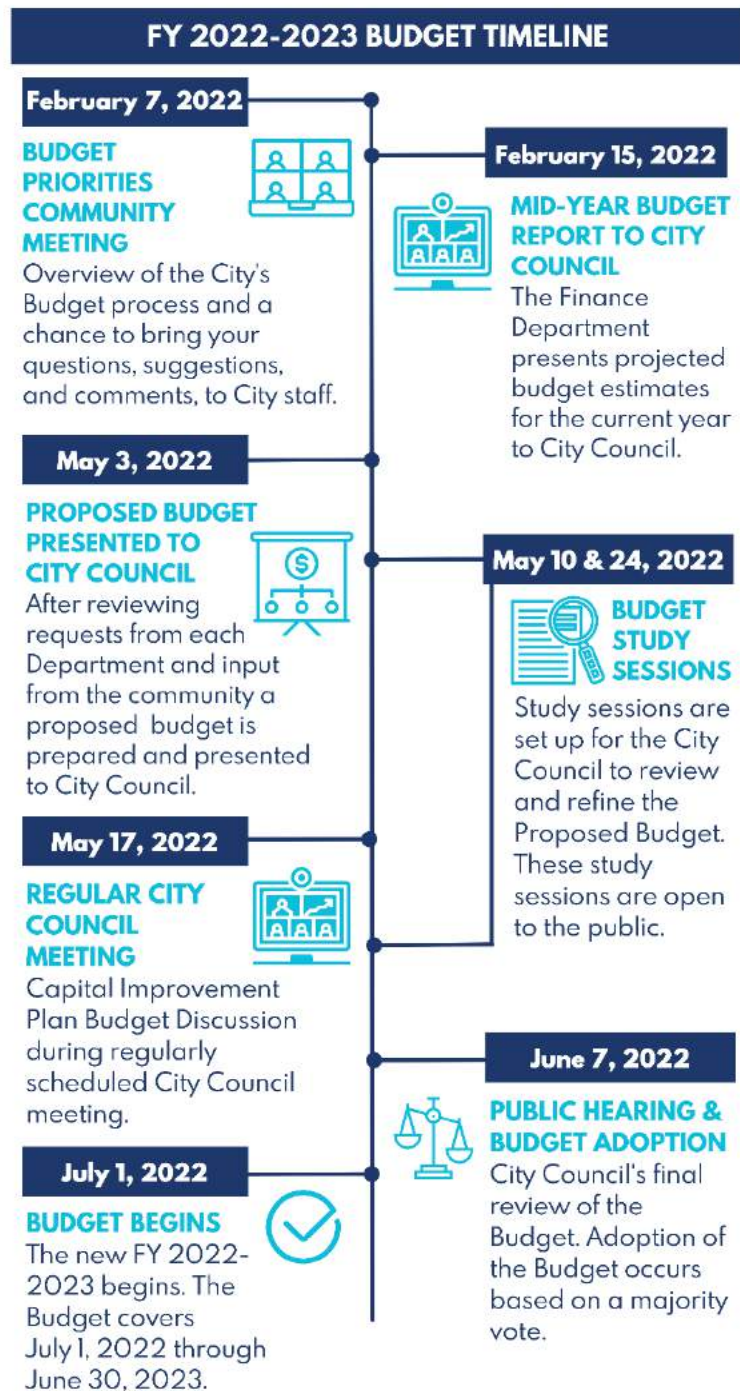 FY 2022-2023 BUDGET TIMELINE
February 7, 2022
BUDGET
PRIORITIES
COMMUNITY
MEETING
Overview of the City's
Budget process and a
chance to bring your
questions, suggestions,
and comments, to City staff.
February 15, 2022
MID-YEAR BUDGET
REPORT TO CITY
COUNCIL
The Finance
Department
presents projected
budget estimates
for the current year
to City Council.
May 3, 2022
PROPOSED BUDGET
PRESENTED TO
CITY COUNCIL
After reviewing
requests from each
Department and input
from the community a
proposed budget is
prepared and presented
to City Council.
May 10 & 24, 2022
BUDGET
STUDY
SESSIONS
Study sessions are
set up for the City
Council to review
and refine the
Proposed Budget.
These study
sessions are open
to the public.
May 17, 2022
REGULAR CITY
COUNCIL
MEETING
Capital Improvement
Plan Budget Discussion
during regularly
scheduled City Council
meeting.
June 7, 2022
PUBLIC HEARING &
BUDGET ADOPTION
City Council's final
review of the
Budget. Adoption of
the Budget occurs
based on a majority
vote.
July 1, 2022
BUDGET BEGINS
The new FY 2022-
2023 begins. The
Budget covers
July 1, 2022 through
June 30, 2023.